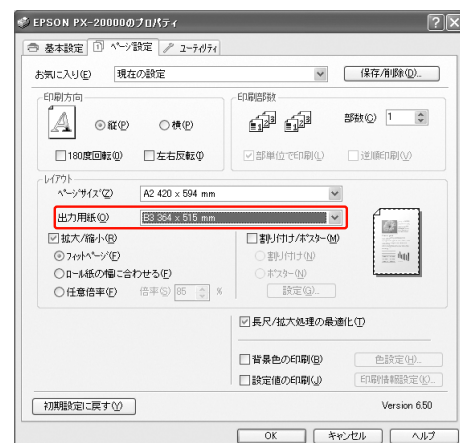 EPSON PX-20000のプロパティ
基本設定 ページ設定 ユーティリティ
お気に入り(E) 現在の設定 保存/削除(D)...
印刷方向
縦(P) 横(P)
180度回転(0) 左右反転(I)
印刷部数
部数(C) 1
部単位で印刷(L) 逆順印刷(V)
レイアウト
ページサイズ(Z) A2 420 x 594 mm
出力用紙(O) B3 364 x 515 mm
拡大/縮小(R)
フィットページ(F)
ロール紙の幅に合わせる(F)
任意倍率(F) 倍率(S) 85 %
割り付け/ポスター(M)
割り付け(N)
ポスター(N)
設定(G)...
長尺/拡大処理の最適化(T)
背景色の印刷(B) 色設定(H)...
設定値の印刷(J) 印刷情報設定(K)...
初期設定に戻す(Y) Version 6.50
OK キャンセル ヘルプ